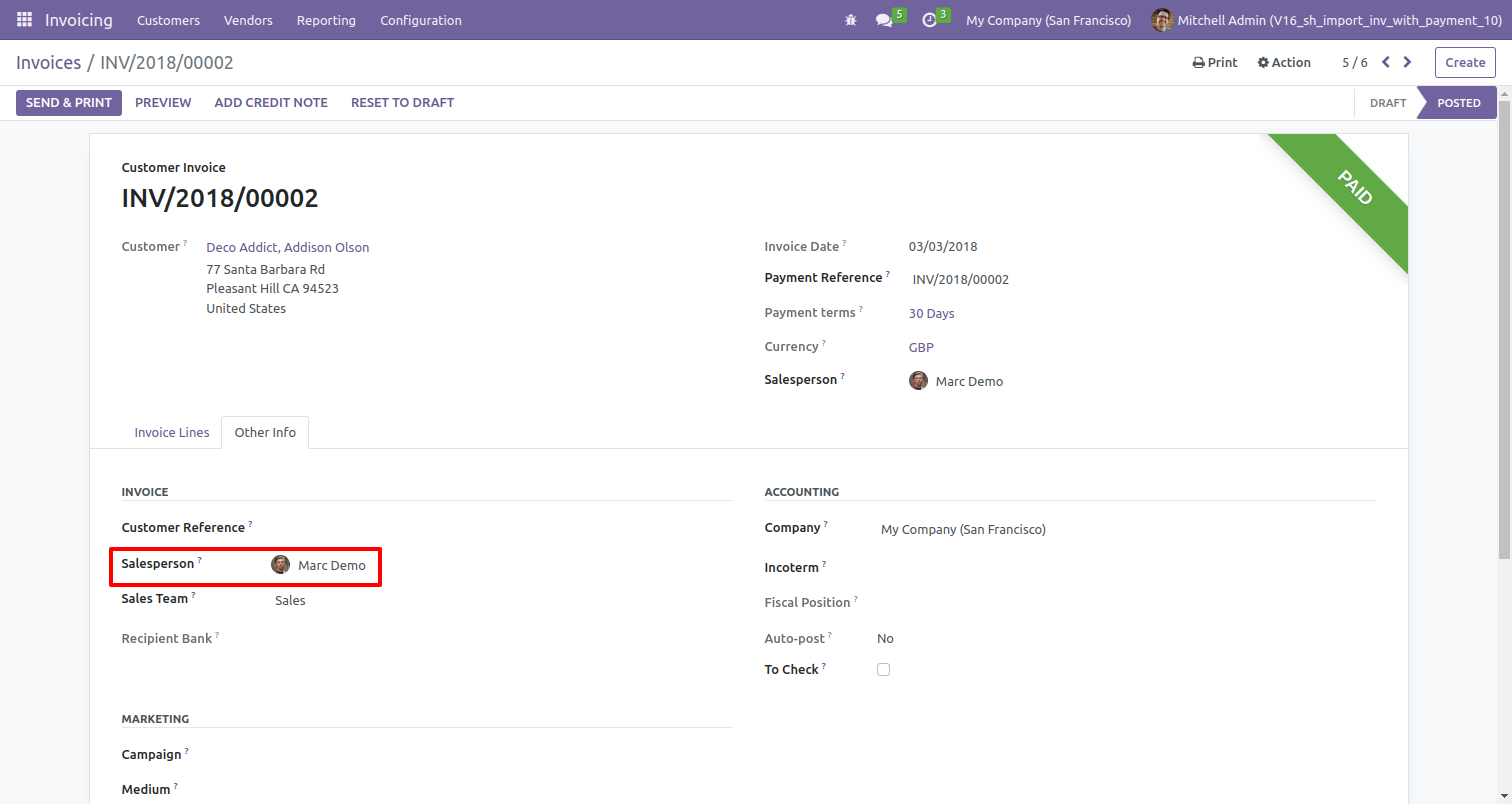 Invoicing Customers Vendors Reporting Configuration 5 3 My Company (San Francisco) Mitchell Admin (V16_sh_import_inv_with_payment_10)
Invoices / INV/2018/00002 Print Action 5 / 6 Create
SEND & PRINT PREVIEW ADD CREDIT NOTE RESET TO DRAFT DRAFT POSTED
Customer Invoice
INV/2018/00002
PAID
Customer ? Deco Addict, Addison Olson
77 Santa Barbara Rd
Pleasant Hill CA 94523
United States
Invoice Date ? 03/03/2018
Payment Reference ? INV/2018/00002
Payment terms ? 30 Days
Currency ? GBP
Salesperson ? Marc Demo
Invoice Lines Other Info
INVOICE
Customer Reference ?
Salesperson ? Marc Demo
Sales Team ? Sales
Recipient Bank ?
ACCOUNTING
Company ? My Company (San Francisco)
Incoterm ?
Fiscal Position ?
Auto-post ? No
To Check ?
MARKETING
Campaign ?
Medium ?